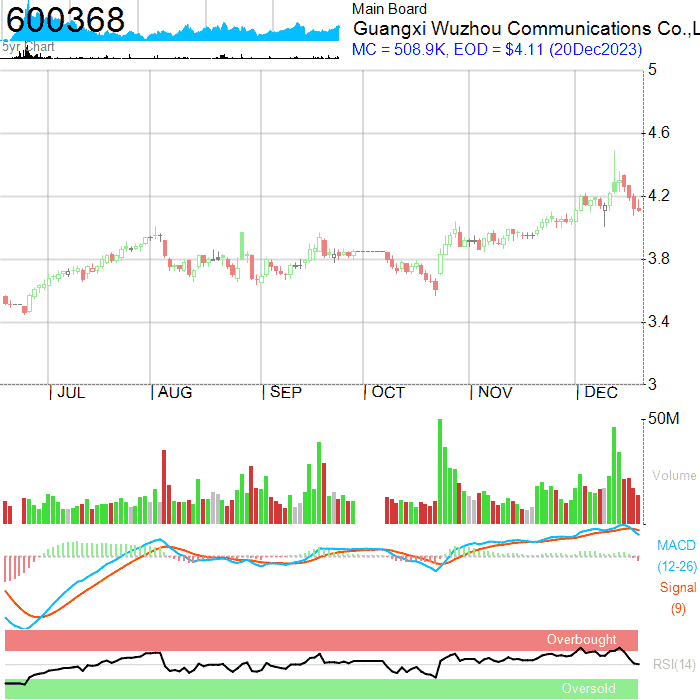 600368
5yr Chart
Main Board
Guangxi Wuzhou Communications Co.,L
MC = 508.9K, EOD = $4.11 (20Dec2023)
5
4.6
4.2
3.8
3.4
3
| JUL | AUG | SEP | OCT | NOV | DEC
50M
Volume
MACD
(12-26)
Signal
(9)
Overbought
RSI(14)
Oversold